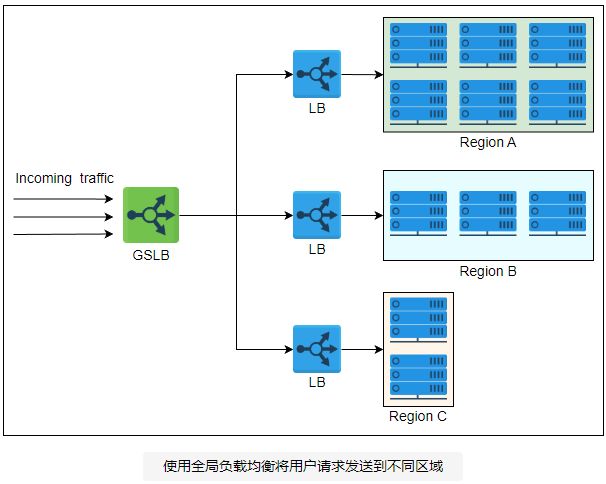 Incoming traffic
GSLB
LB
Region A
LB
Region B
LB
Region C
使用全局负载均衡将用户请求发送到不同区域